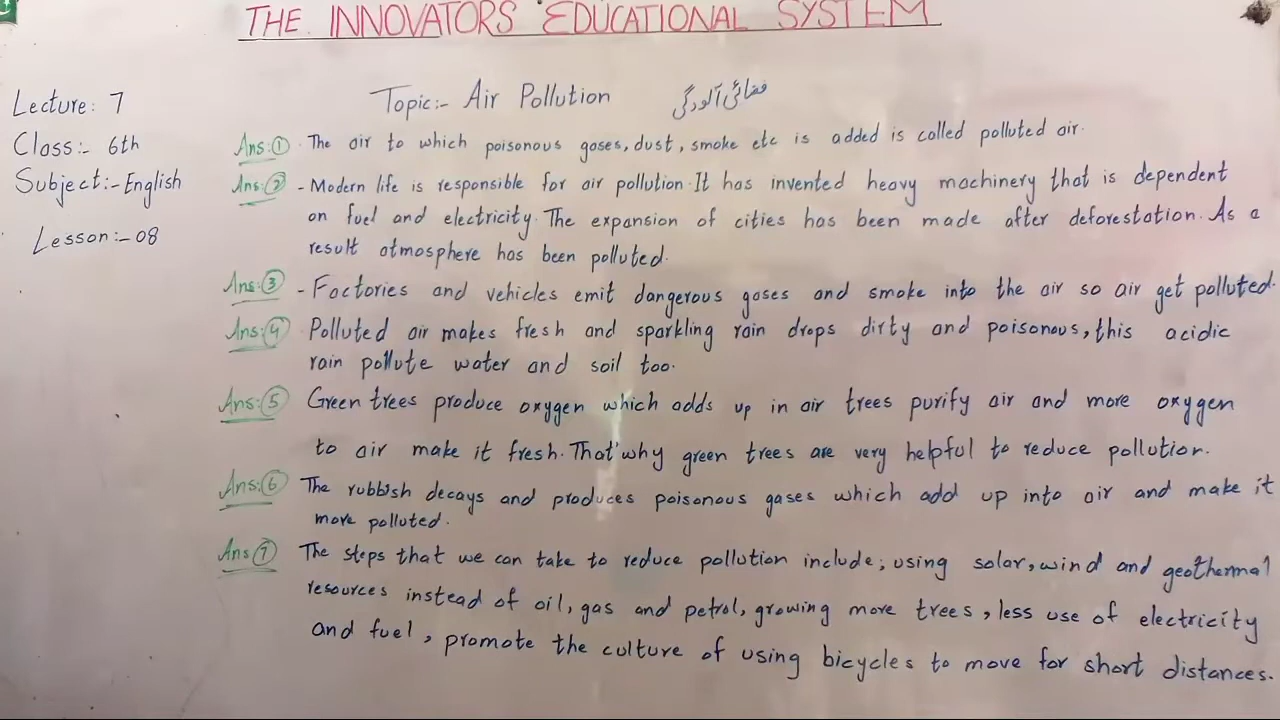 THE INNOVATORS EDUCATIONAL SYSTEM
Lecture: 7
Class:- 6th
Subject:-English
Lesson:-08
Topic:- Air Pollution فضائی آلودگی
Ans:① The air to which poisonous gases, dust, smoke etc is added is called polluted air.
Ans:② - Modern life is responsible for air pollution. It has invented heavy machinery that is dependent
on fuel and electricity. The expansion of cities has been made after deforestation. As a
result atmosphere has been polluted.
Ans:③ - Factories and vehicles emit dangerous gases and smoke into the air so air get polluted.
Ans:④ Polluted air makes fresh and sparkling rain drops dirty and poisonous, this acidic
rain pollute water and soil too.
Ans:⑤ Green trees produce oxygen which adds up in air trees purify air and more oxygen
to air make it fresh. That'why green trees are very helpful to reduce pollution.
Ans:⑥ The rubbish decays and produces poisonous gases which add up into air and make it
more polluted.
Ans⑦ The steps that we can take to reduce pollution include; using solar, wind and geothermal
resources instead of oil, gas and petrol, growing more trees, less use of electricity
and fuel, promote the culture of using bicycles to move for short distances.